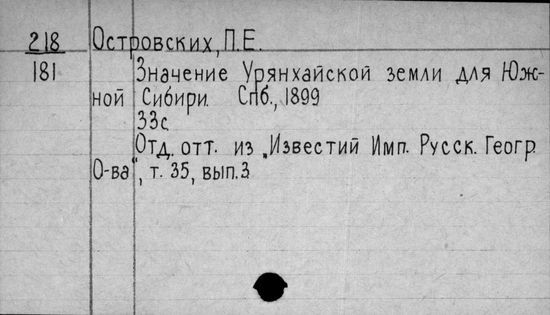 218 Островских, П.Е.
181 Значение Урянхайской земли для Юж-
ной Сибири. Спб., 1899
33с.
Отд. отт. из „Известий Имп. Русск. Геогр.
О-ва", т. 35, вып. 3.